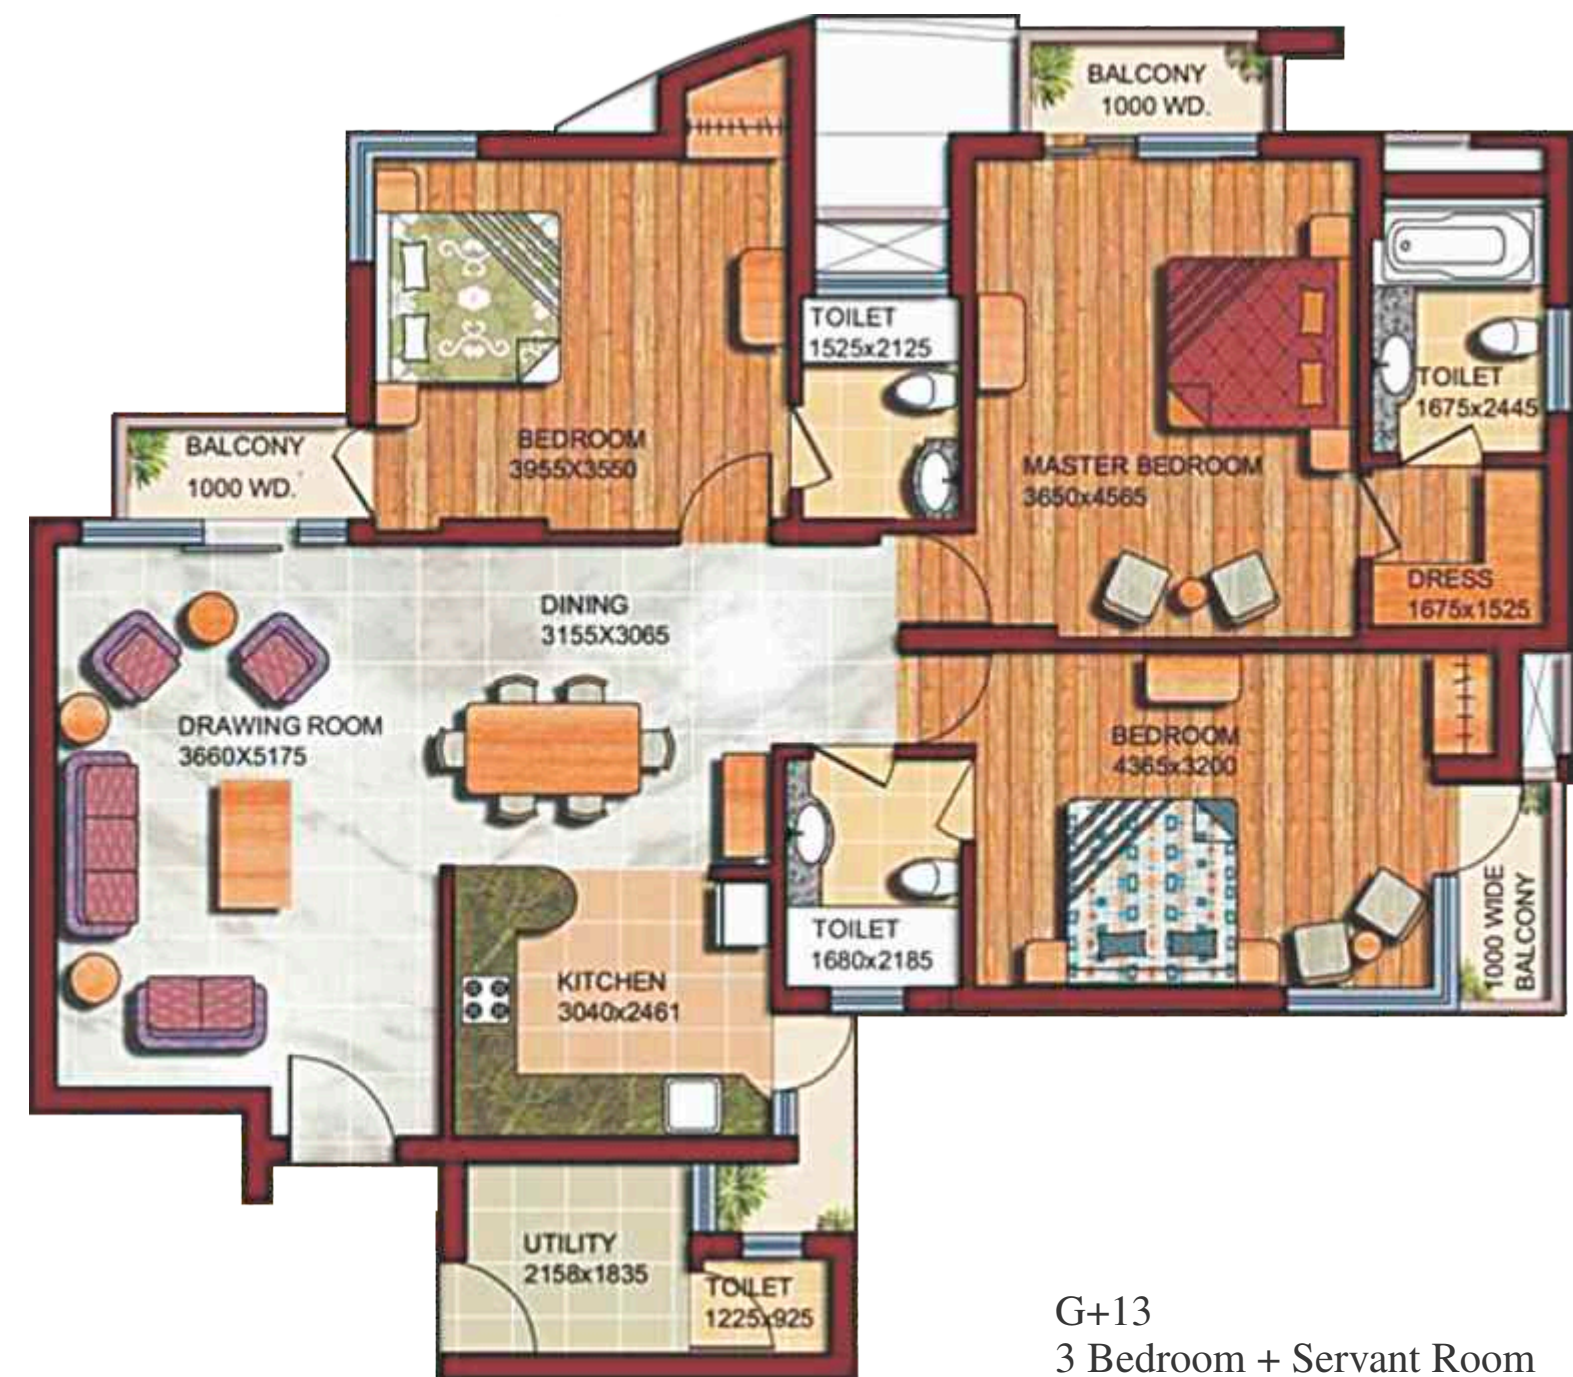 BALCONY
1000 WD.
TOILET
1525x2125
TOILET
1675x2445
BALCONY
1000 WD.
BEDROOM
3955X3550
MASTER BEDROOM
3650x4565
DRESS
1675x1525
DINING
3155X3065
DRAWING ROOM
3660X5175
BEDROOM
4365x3200
TOILET
1680x2185
1000 WIDE
BALCONY
KITCHEN
3040x2461
UTILITY
2158x1835
TOILET
1225x925
G+13
3 Bedroom + Servant Room